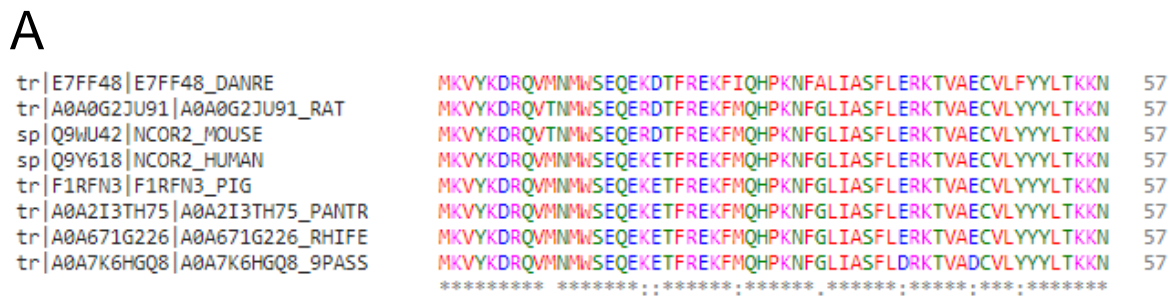 A
tr|E7FF48|E7FF48_DANRE MKVYKDRQVMNMWSEQEKDTFREKFIQHPKNFALIASFLERKTVAECVLFYYLTKKN 57
tr|A0A0G2JU91|A0A0G2JU91_RAT MKVYKDRQVTNMWSEQERDTFREKFMQHPKNFGLIASFLERKTVAECVLYYYLTKKN 57
sp|Q9WU42|NCOR2_MOUSE MKVYKDRQVTNMWSEQERDTFREKFMQHPKNFGLIASFLERKTVAECVLYYYLTKKN 57
sp|Q9Y618|NCOR2_HUMAN MKVYKDRQVMNMWSEQEKETFREKFMQHPKNFGLIASFLERKTVAECVLYYYLTKKN 57
tr|F1RFN3|F1RFN3_PIG MKVYKDRQVMNMWSEQEKETFREKFMQHPKNFGLIASFLERKTVAECVLYYYLTKKN 57
tr|A0A2I3TH75|A0A2I3TH75_PANTR MKVYKDRQVMNMWSEQEKETFREKFMQHPKNFGLIASFLERKTVAECVLYYYLTKKN 57
tr|A0A671G226|A0A671G226_RHIFE MKVYKDRQVMNMWSEQEKETFREKFMQHPKNFGLIASFLERKTVAECVLYYYLTKKN 57
tr|A0A7K6HGQ8|A0A7K6HGQ8_9PASS MKVYKDRQVMNMWSEQEKETFREKFMQHPKNFGLIASFLDRKTVADCVLYYYLTKKN 57
********* *******::******:******.******:*****:***:*******